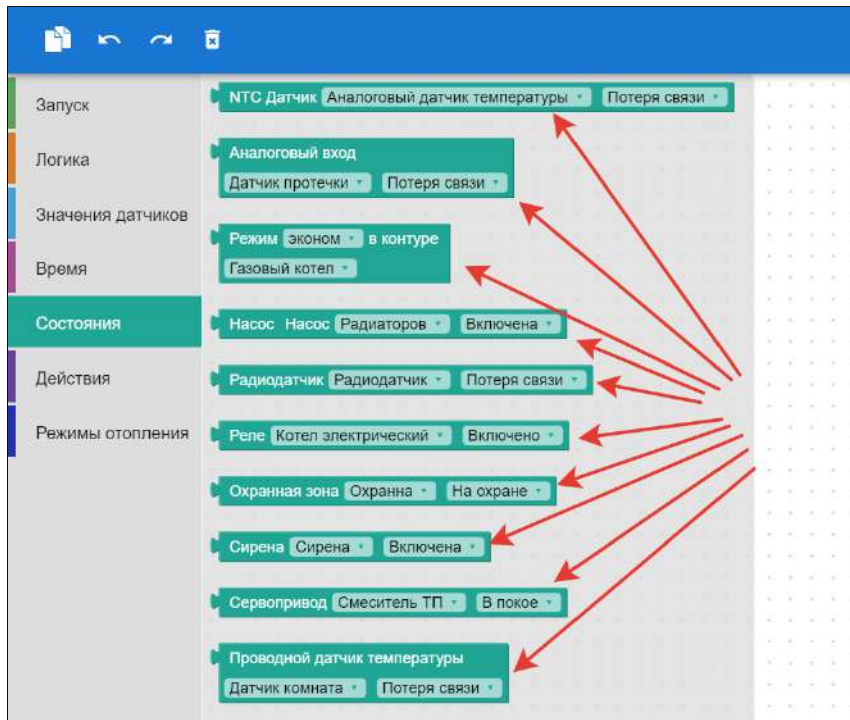 Запуск
Логика
Значения датчиков
Время
Состояния
Действия
Режимы отопления
NTC Датчик Аналоговый датчик температуры Потеря связи
Аналоговый вход
Датчик протечки Потеря связи
Режим эконом в контуре
Газовый котел
Насос Насос Радиаторов Включена
Радиодатчик Радиодатчик Потеря связи
Реле Котел электрический Включено
Охранная зона Охранна На охране
Сирена Сирена Включена
Сервопривод Смеситель ТП В покое
Проводной датчик температуры
Датчик комната Потеря связи